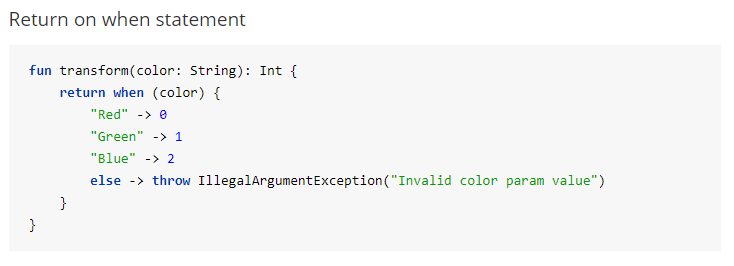 Return on when statement
fun transform(color: String): Int {
    return when (color) {
        "Red" -> 0
        "Green" -> 1
        "Blue" -> 2
        else -> throw IllegalArgumentException("Invalid color param value")
    }
}